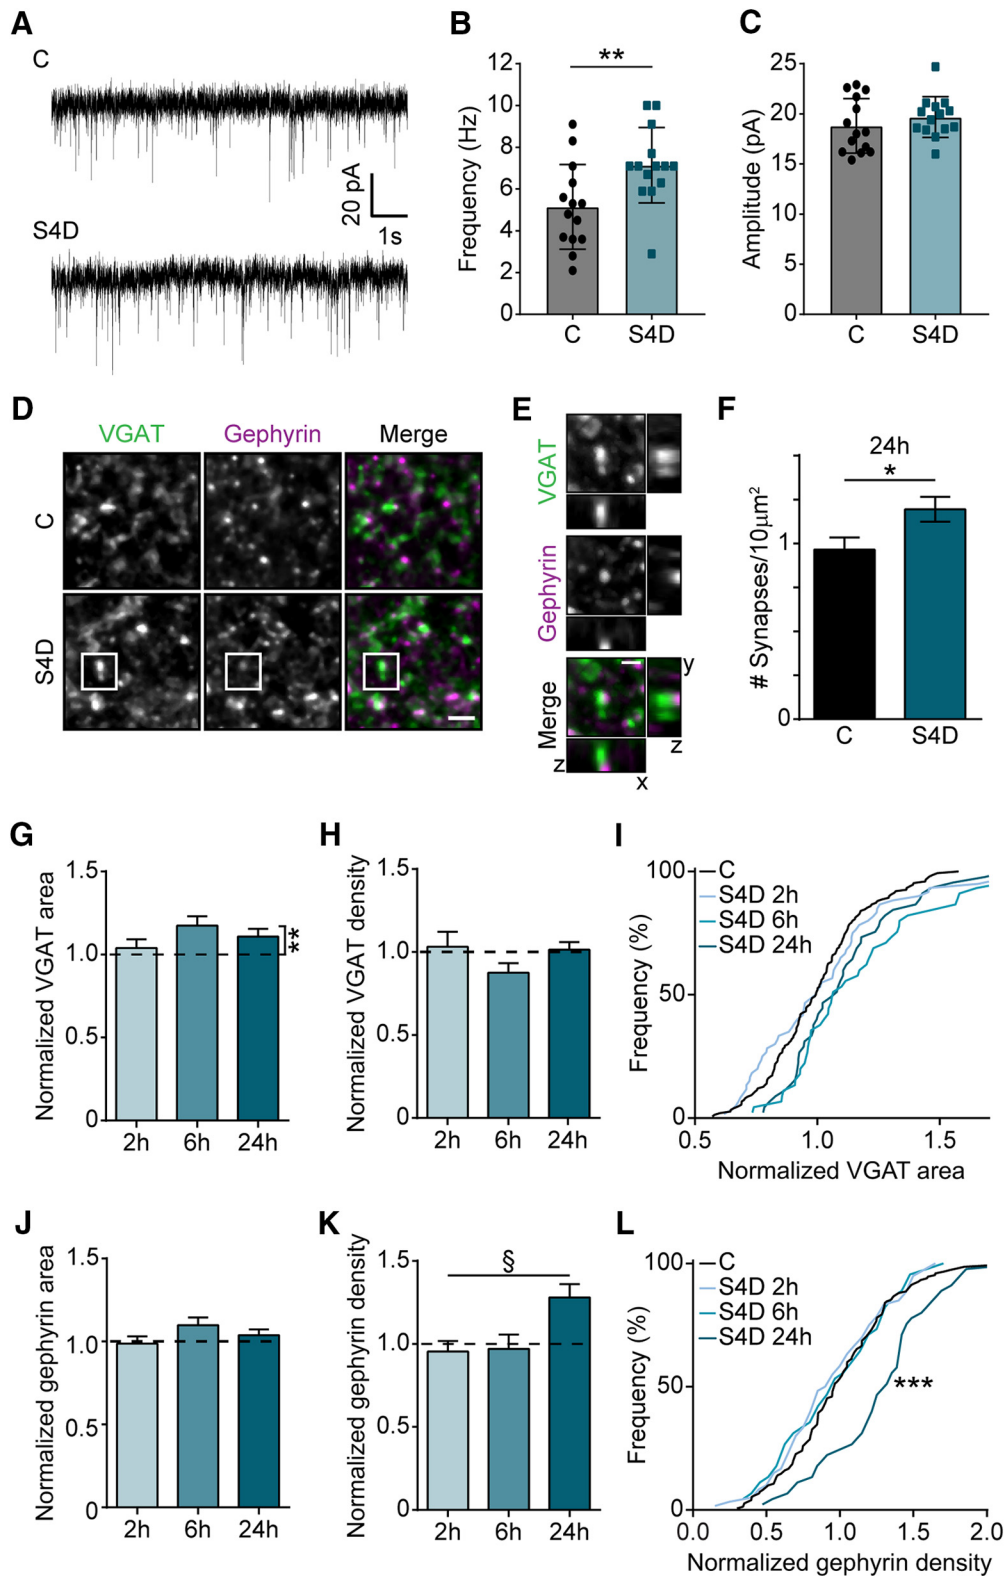 A
C
20 pA
1s
S4D
B
**
Frequency (Hz)
12
10
8
6
4
2
0
C
S4D
C
Amplitude (pA)
25
20
15
10
5
0
C
S4D
D
VGAT
Gephyrin
Merge
C
S4D
E
VGAT
Gephyrin
Merge
y
z
z
x
F
24h
*
# Synapses/10μm²
1
0
C
S4D
G
Normalized VGAT area
1.5
1.0
0.5
0
**
2h
6h
24h
H
Normalized VGAT density
1.5
1.0
0.5
0
2h
6h
24h
I
Frequency (%)
100
50
0
C
S4D 2h
S4D 6h
S4D 24h
0.5
1.0
1.5
Normalized VGAT area
J
Normalized gephyrin area
1.5
1.0
0.5
0
2h
6h
24h
K
Normalized gephyrin density
1.5
1.0
0.5
0
§
2h
6h
24h
L
Frequency (%)
100
50
0
C
S4D 2h
S4D 6h
S4D 24h
***
0.0
0.5
1.0
1.5
2.0
Normalized gephyrin density